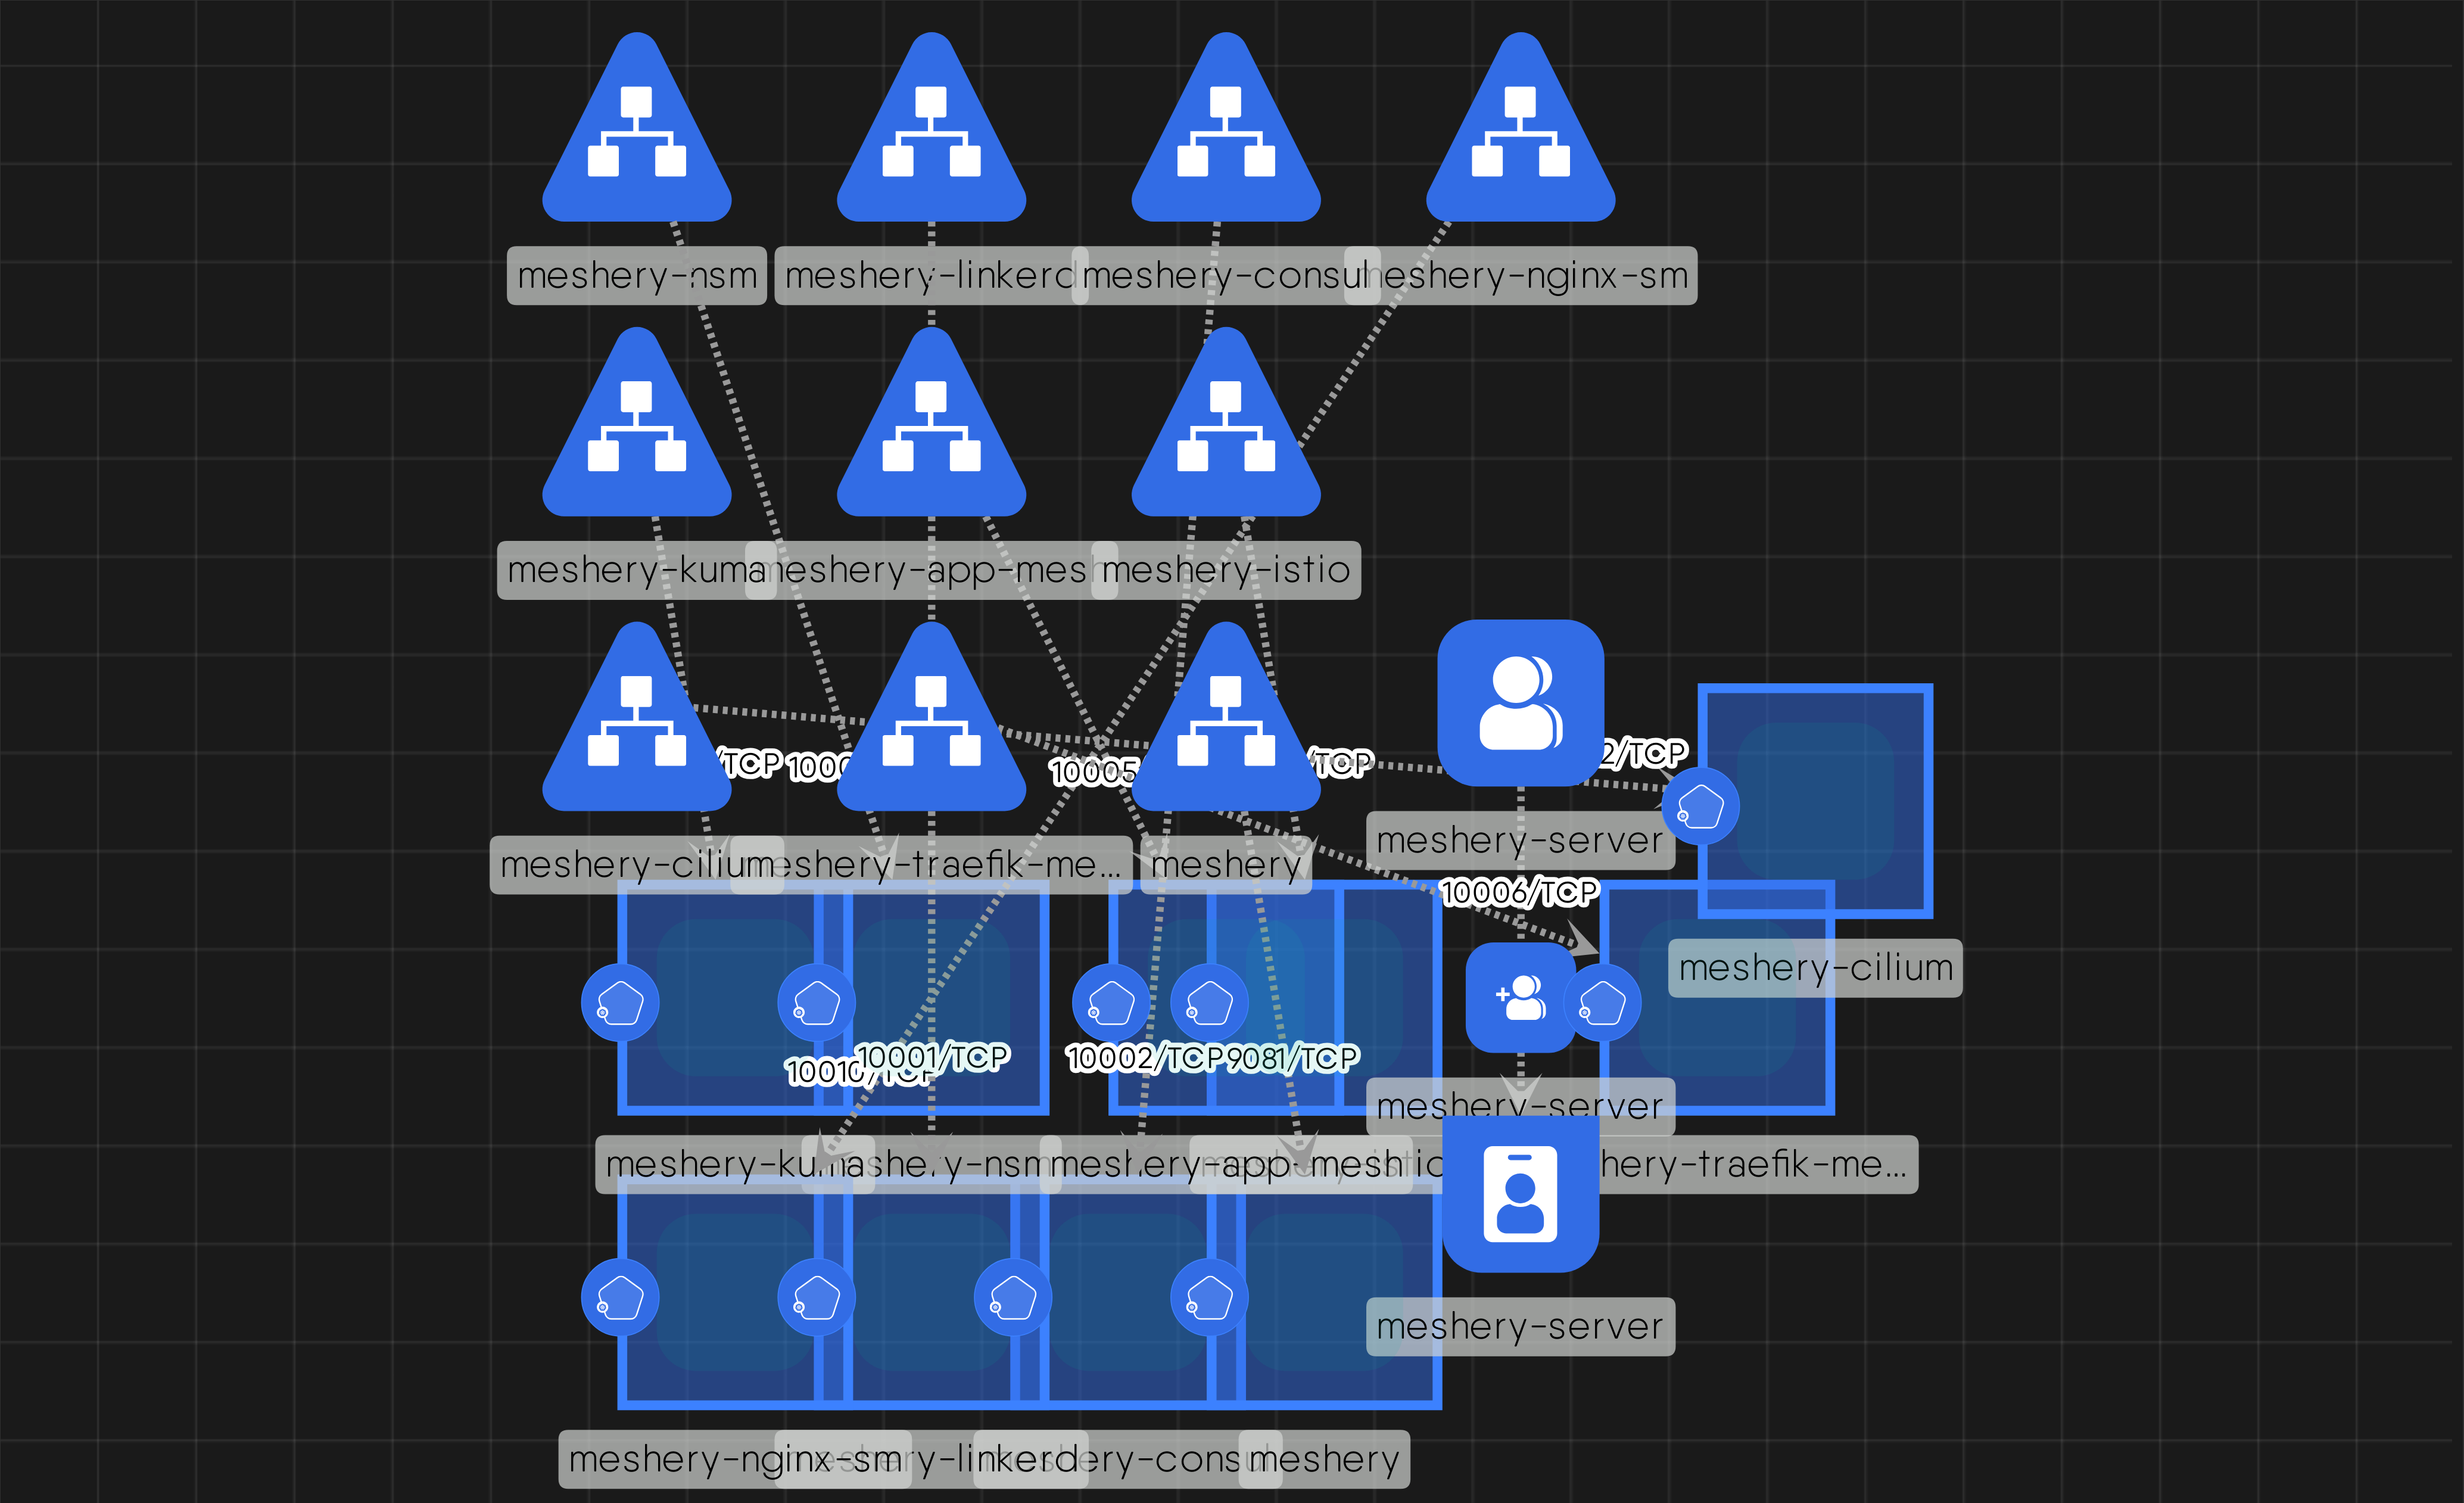 meshery-nsm
meshery-linkerd
meshery-consul
meshery-nginx-sm
meshery-kuma
meshery-app-mesh
meshery-istio
/TCP
1000
10005
/TCP
2/TCP
meshery-server
meshery-cilium
meshery-traefik-me...
meshery
10006/TCP
meshery-cilium
10010/TCP
10001/TCP
10002/TCP
9081/TCP
meshery-server
meshery-kuma
meshery-nsm
meshery-app-mesh
meshery-istio
hery-traefik-me...
meshery-server
meshery-nginx-sm
meshery-linkerd
meshery-consul
meshery